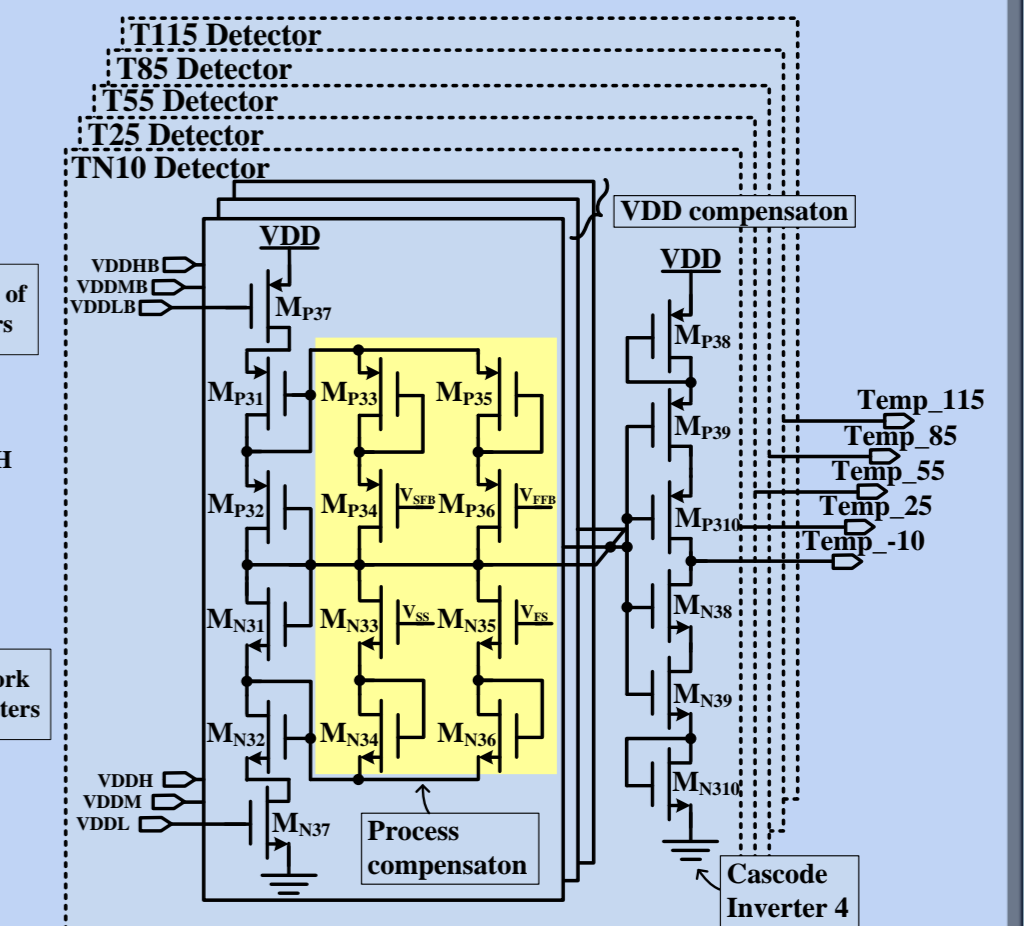 T115 Detector
T85 Detector
T55 Detector
T25 Detector
TN10 Detector
VDD compensaton
VDD
VDDHB
VDDMB
VDDLB
MP37
VDD
MP38
of
rs
MP31
MP33
MP35
MP39
Temp_115
Temp_85
Temp_55
Temp_25
Temp_-10
H
MP32
MP34
VSFB
MP36
VFFB
MP310
MN31
MN33
VSS
MN35
VFS
MN38
ork
ters
MN32
MN34
MN36
MN39
VDDH
VDDM
VDDL
MN37
MN310
Process
compensaton
Cascode
Inverter 4